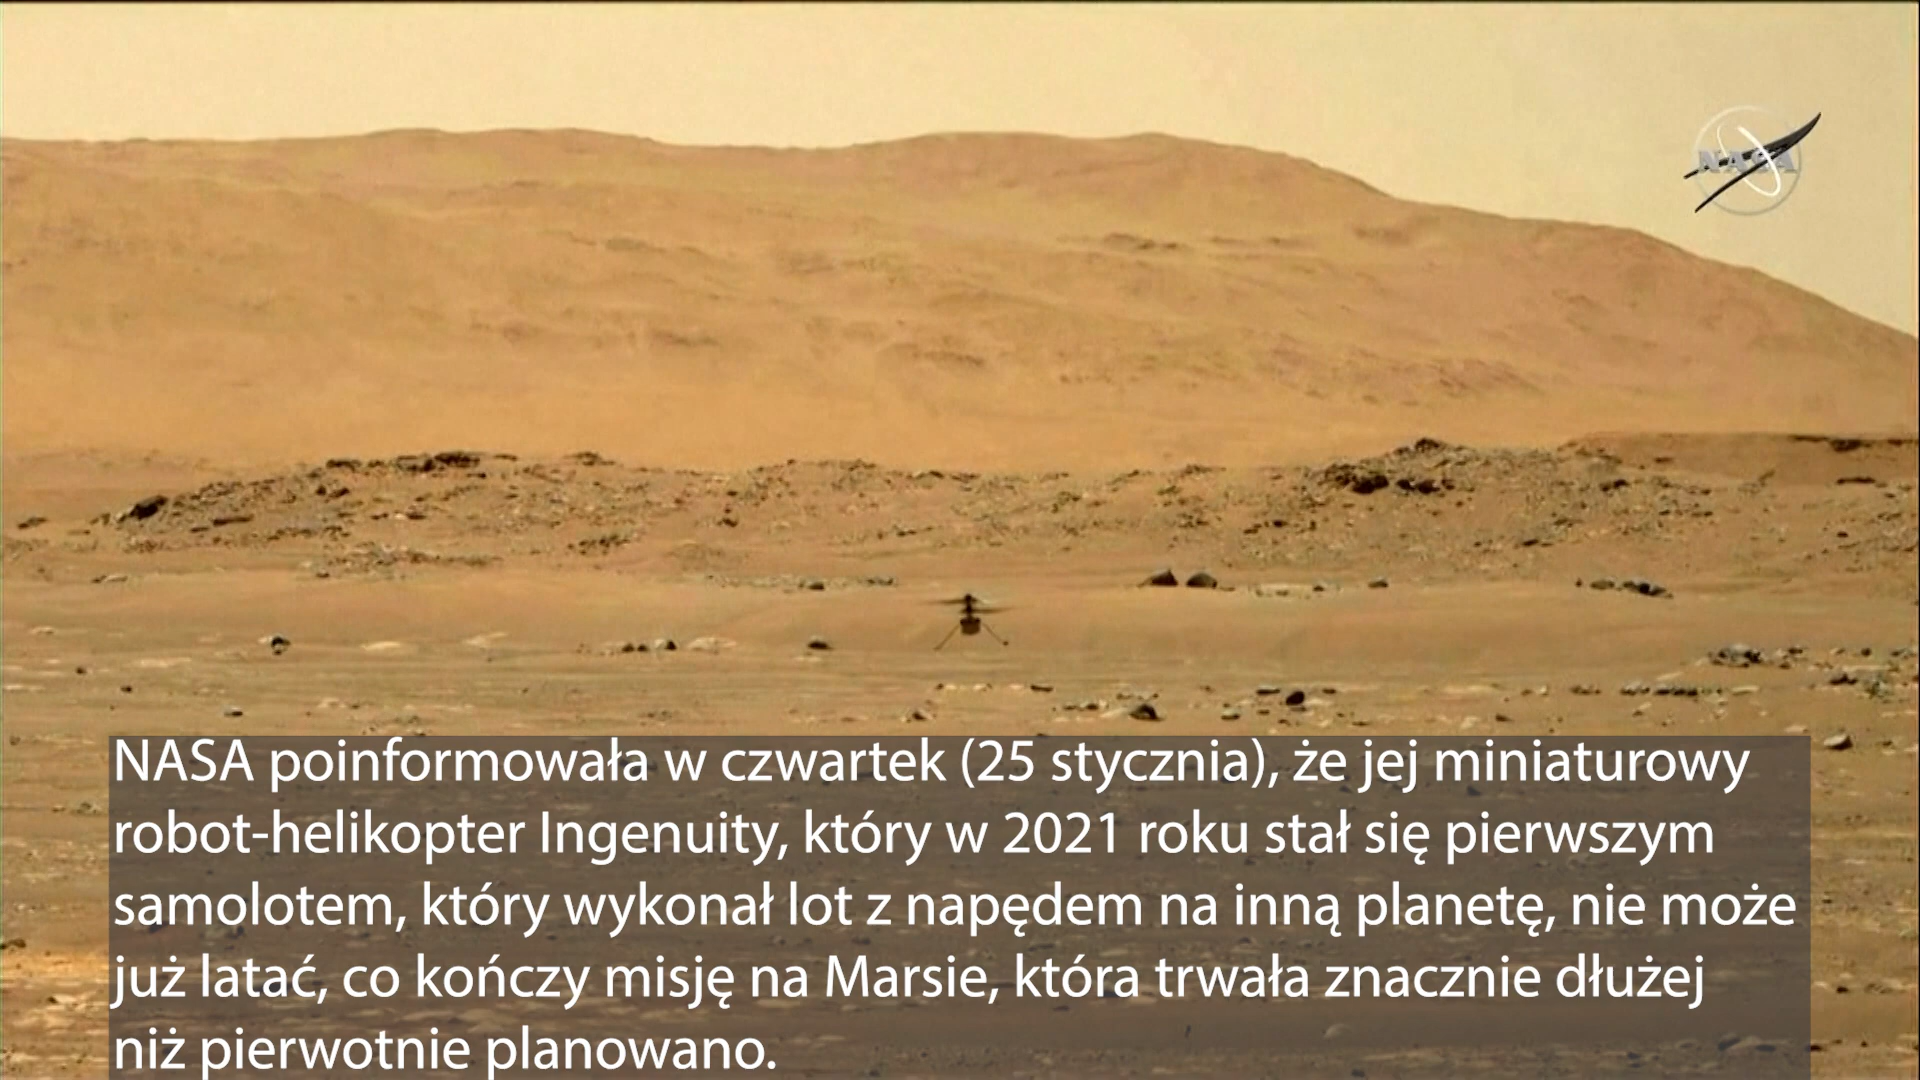 NASA
NASA poinformowała w czwartek (25 stycznia), że jej miniaturowy
robot-helikopter Ingenuity, który w 2021 roku stał się pierwszym
samolotem, który wykonał lot z napędem na inną planetę, nie może
już latać, co kończy misję na Marsie, która trwała znacznie dłużej
niż pierwotnie planowano.